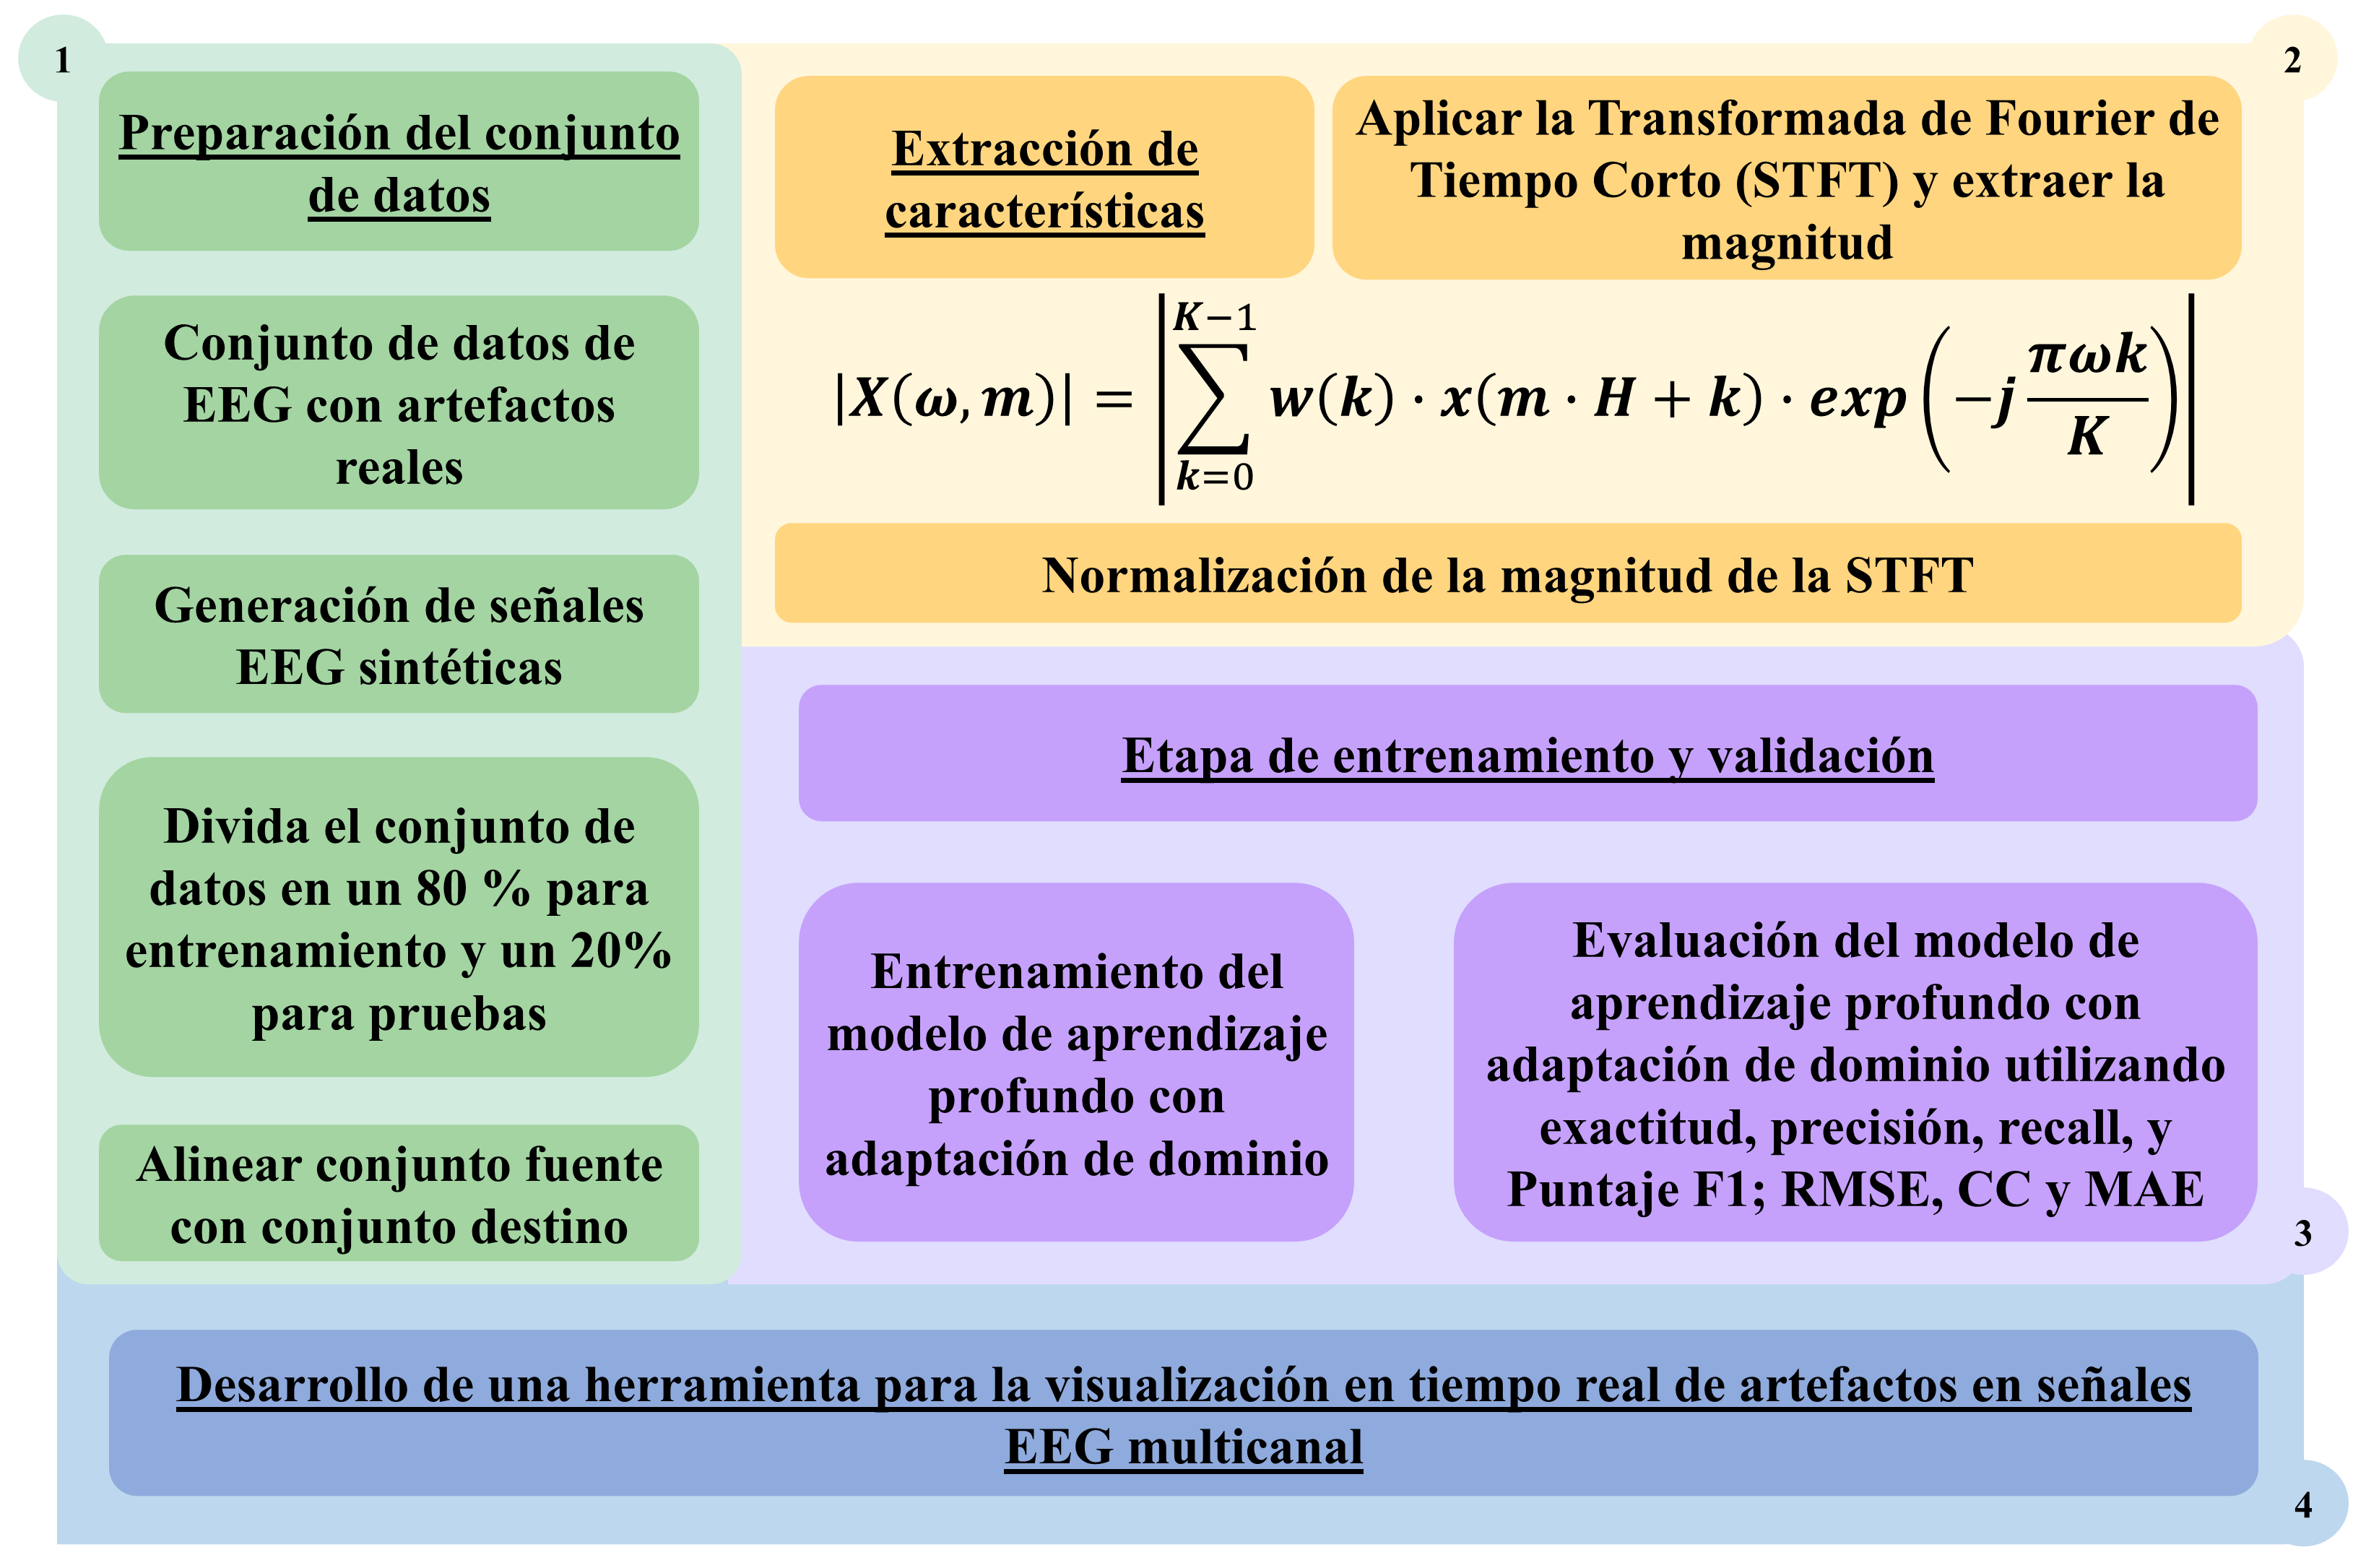 1
Preparación del conjunto
de datos
Conjunto de datos de
EEG con artefactos
reales
Generación de señales
EEG sintéticas
Divida el conjunto de
datos en un 80 % para
entrenamiento y un 20%
para pruebas
Alinear conjunto fuente
con conjunto destino
2
Extracción de
características
Aplicar la Transformada de Fourier de
Tiempo Corto (STFT) y extraer la
magnitud
|X(ω, m)| = |∑_{k=0}^{K−1} w(k) · x(m · H + k) · exp(−j πωk/K)|
Normalización de la magnitud de la STFT
Etapa de entrenamiento y validación
Entrenamiento del
modelo de aprendizaje
profundo con
adaptación de dominio
Evaluación del modelo de
aprendizaje profundo con
adaptación de dominio utilizando
exactitud, precisión, recall, y
Puntaje F1; RMSE, CC y MAE
3
Desarrollo de una herramienta para la visualización en tiempo real de artefactos en señales
EEG multicanal
4